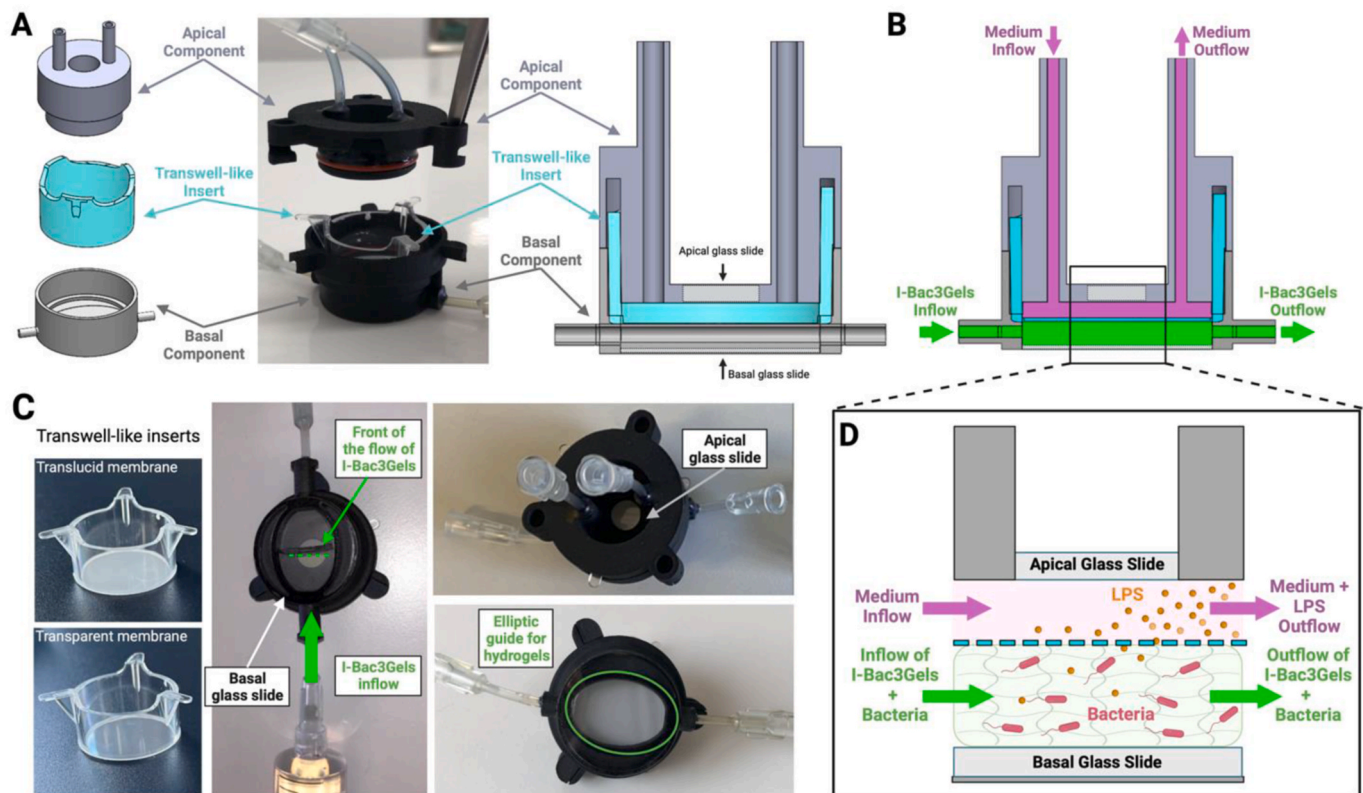 A
Apical
Component
Transwell-like
Insert
Basal
Component
Apical
Component
Transwell-like
Insert
Basal
Component
Apical glass slide
Basal glass slide
B
Medium
Inflow
Medium
Outflow
I-Bac3Gels
Inflow
I-Bac3Gels
Outflow
C
Transwell-like inserts
Translucid membrane
Transparent membrane
Front of
the flow of
I-Bac3Gels
Basal
glass slide
I-Bac3Gels
inflow
Apical
glass slide
Elliptic
guide for
hydrogels
D
Apical Glass Slide
LPS
Medium
Inflow
Medium +
LPS
Outflow
Inflow of
I-Bac3Gels
+
Bacteria
Bacteria
Outflow of
I-Bac3Gels
+
Bacteria
Basal Glass Slide